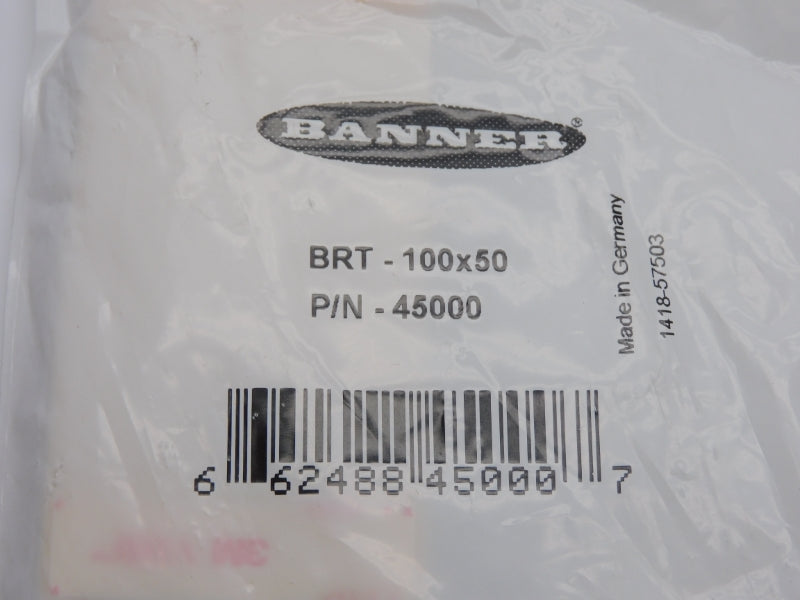 BANNER®
BRT - 100x50
P/N - 45000
Made in Germany
1418-57503
6 62488 45000 7